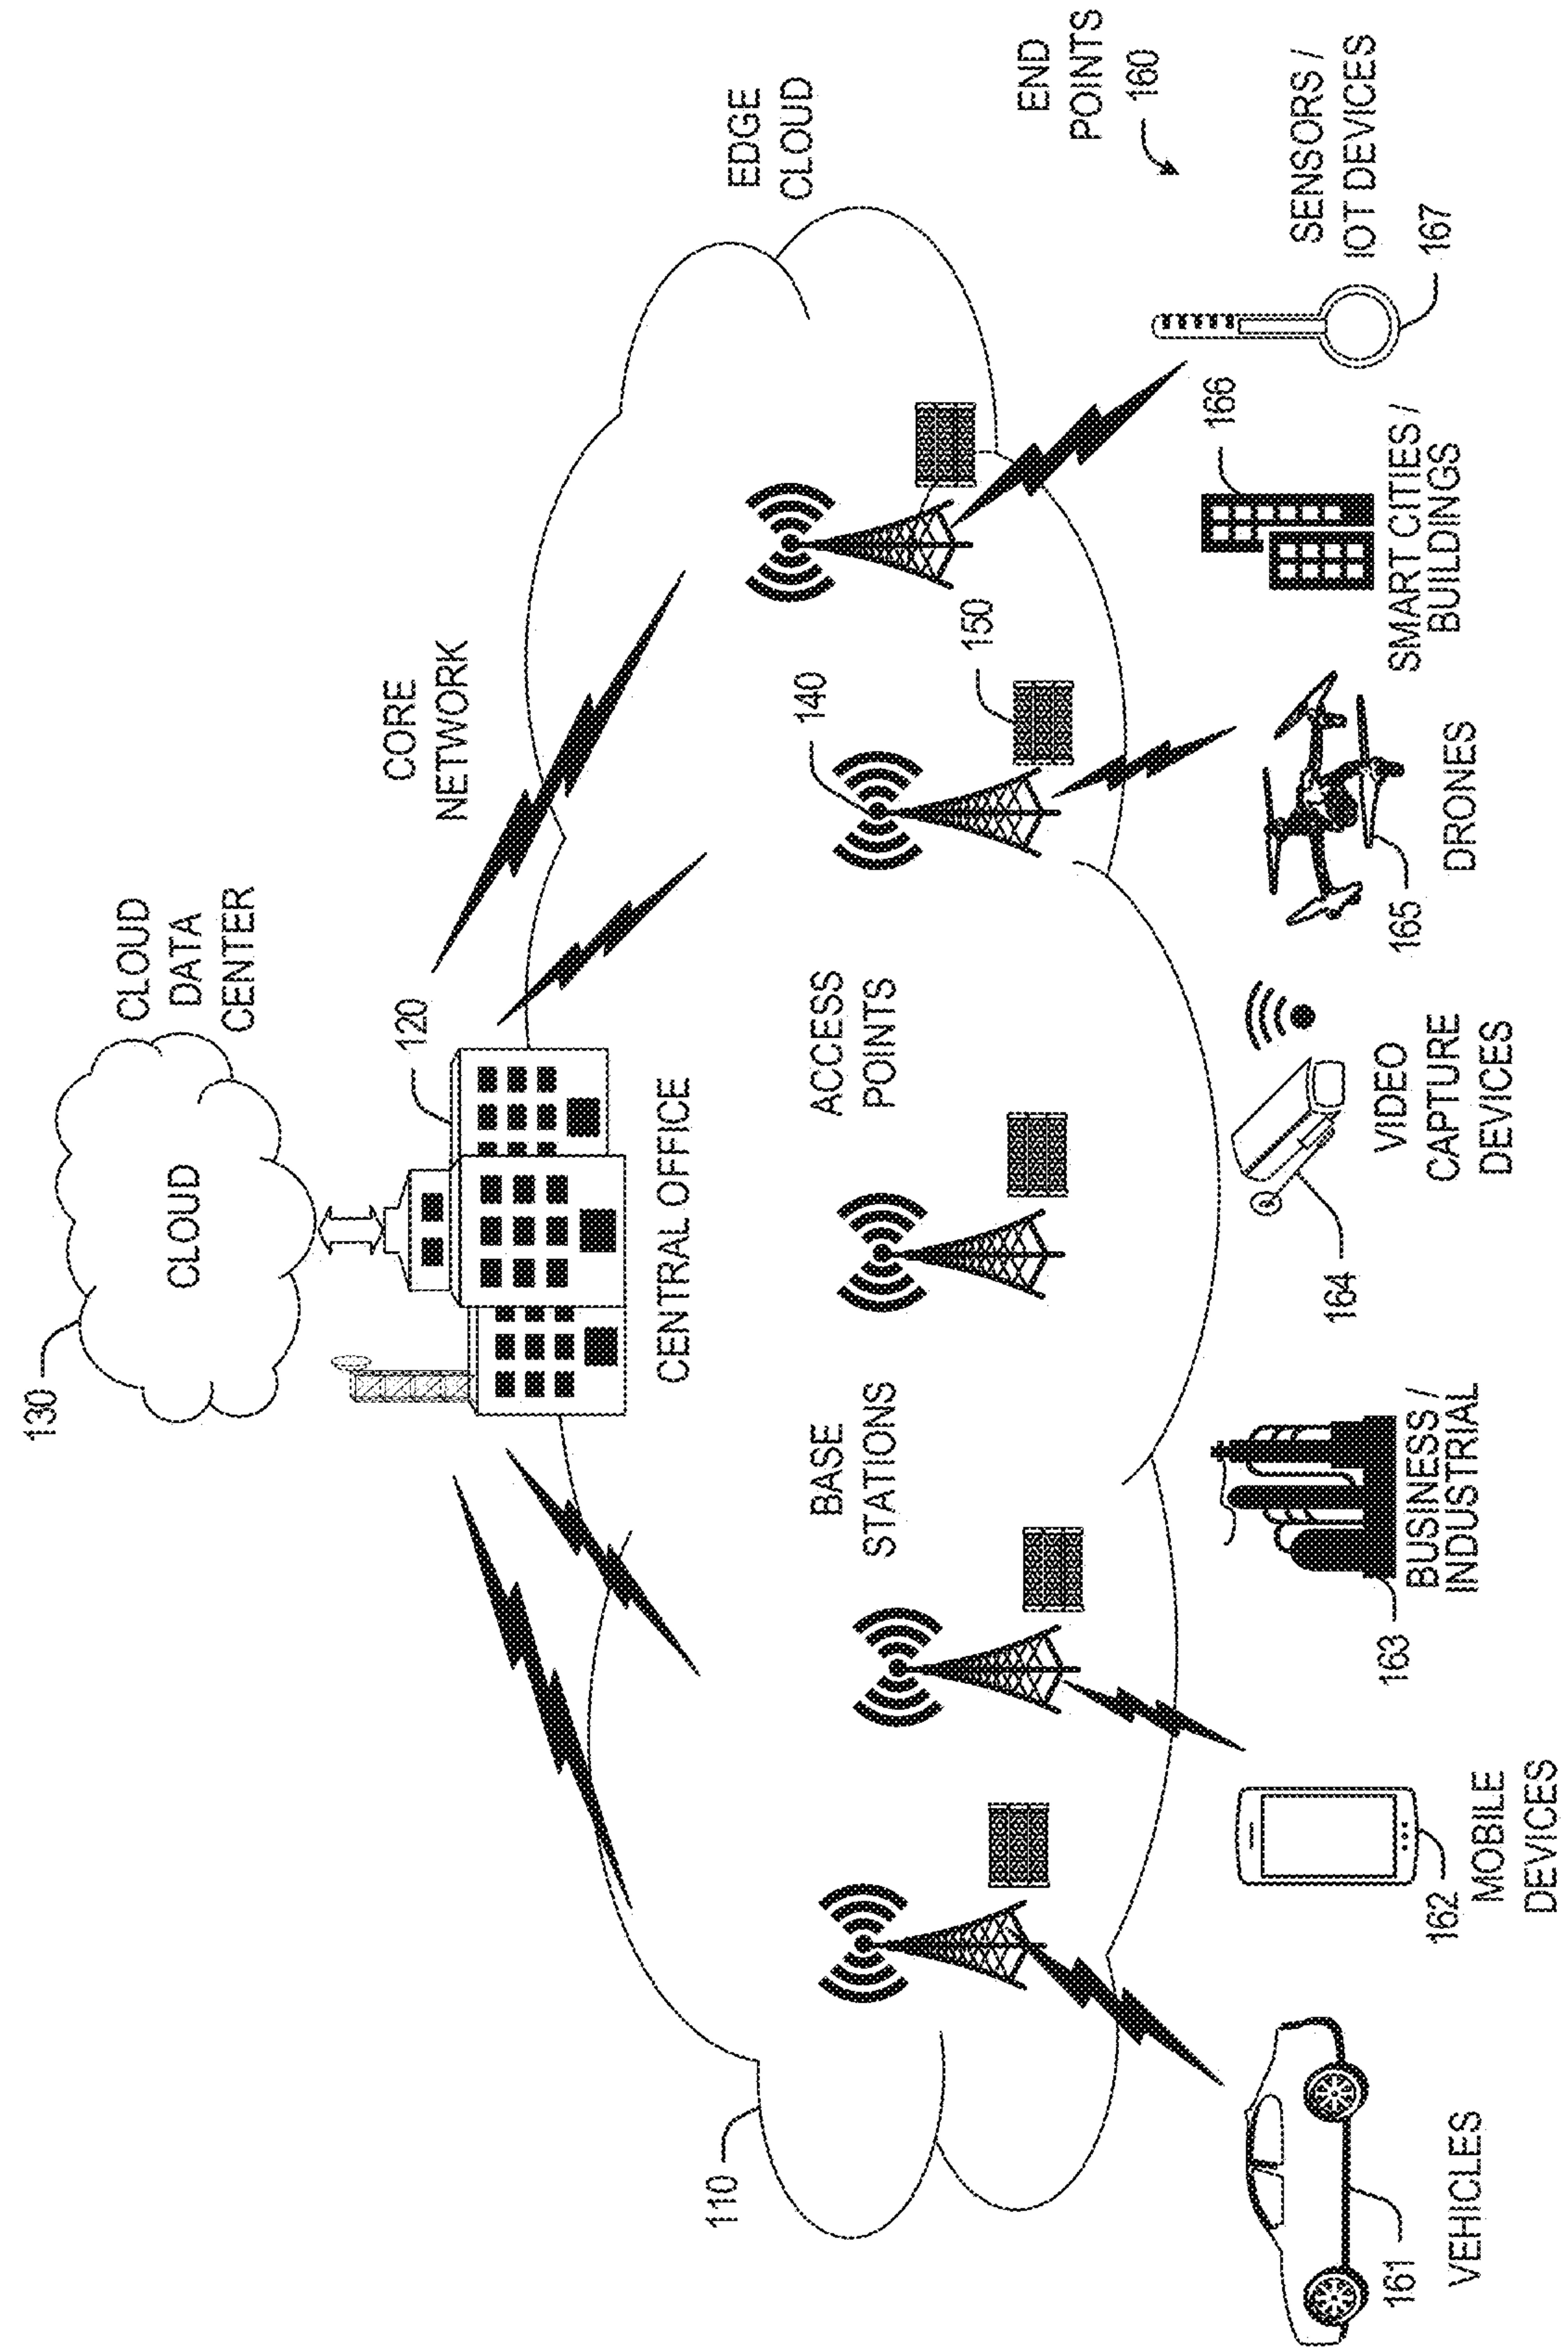 130
CLOUD
CLOUD
DATA
CENTER
120
CORE
NETWORK
CENTRAL OFFICE
EDGE
CLOUD
110
BASE
STATIONS
ACCESS
POINTS
140
150
END
POINTS
160
161
VEHICLES
162
MOBILE
DEVICES
163
BUSINESS /
INDUSTRIAL
164
VIDEO
CAPTURE
DEVICES
165
DRONES
166
SMART CITIES /
BUILDINGS
SENSORS /
IOT DEVICES
167